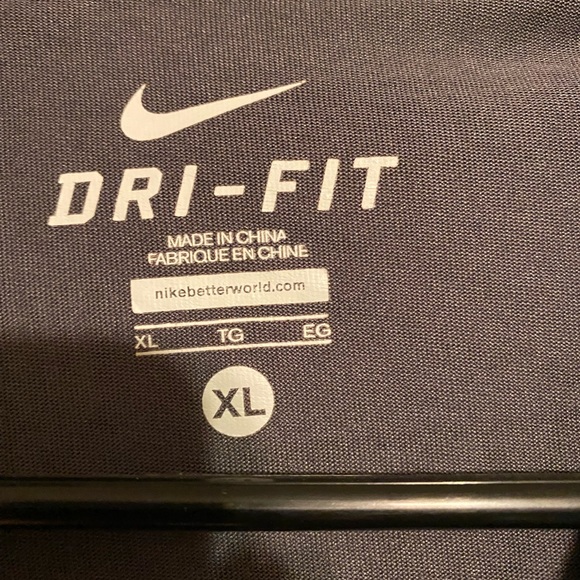 DRI-FIT
MADE IN CHINA
FABRIQUE EN CHINE
nikebetterworld.com
XL TG EG
XL